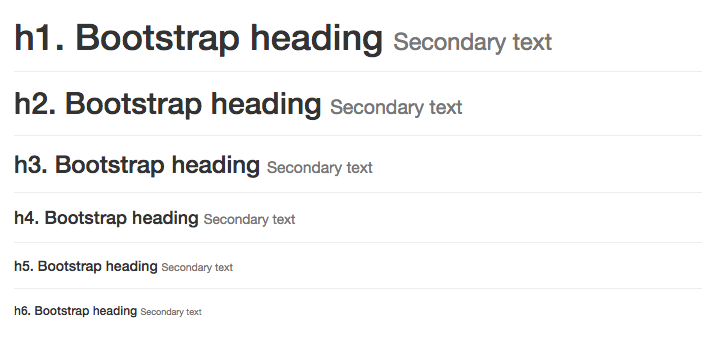 h1. Bootstrap heading Secondary text
h2. Bootstrap heading Secondary text
h3. Bootstrap heading Secondary text
h4. Bootstrap heading Secondary text
h5. Bootstrap heading Secondary text
h6. Bootstrap heading Secondary text